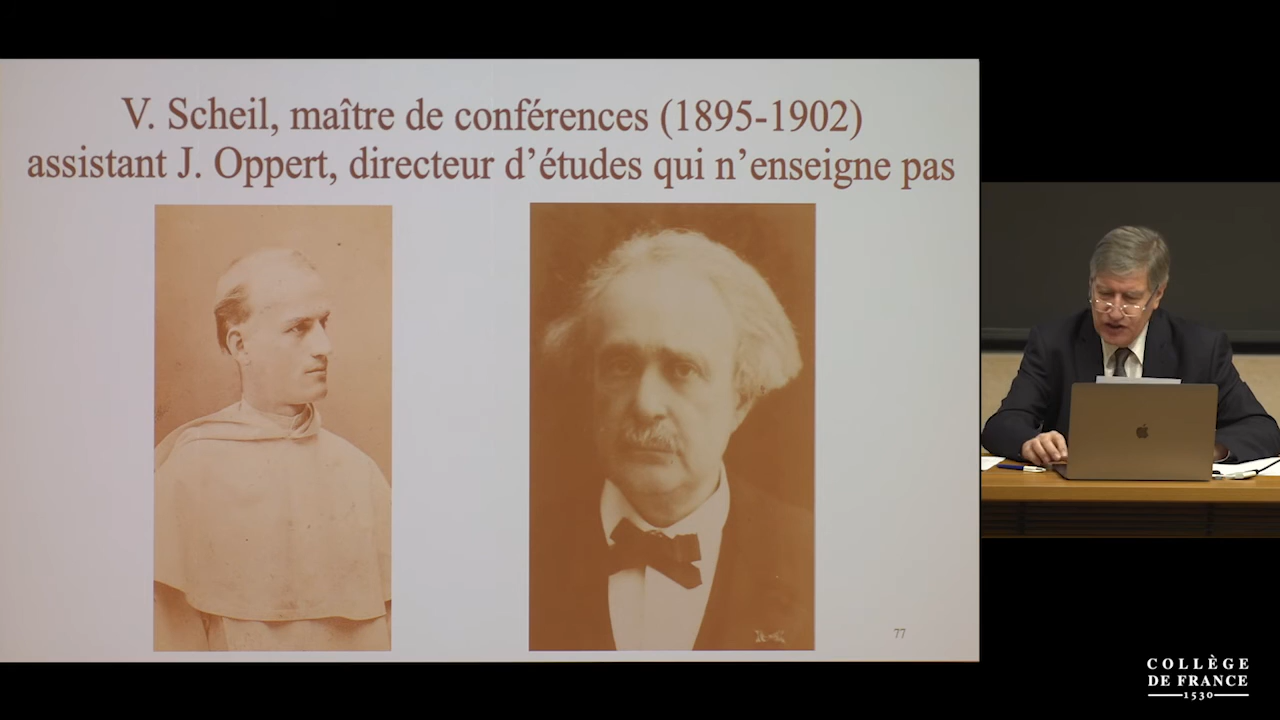 V. Scheil, maître de conférences (1895-1902)
assistant J. Oppert, directeur d’études qui n’enseigne pas
77
COLLÈGE
DE FRANCE
1530